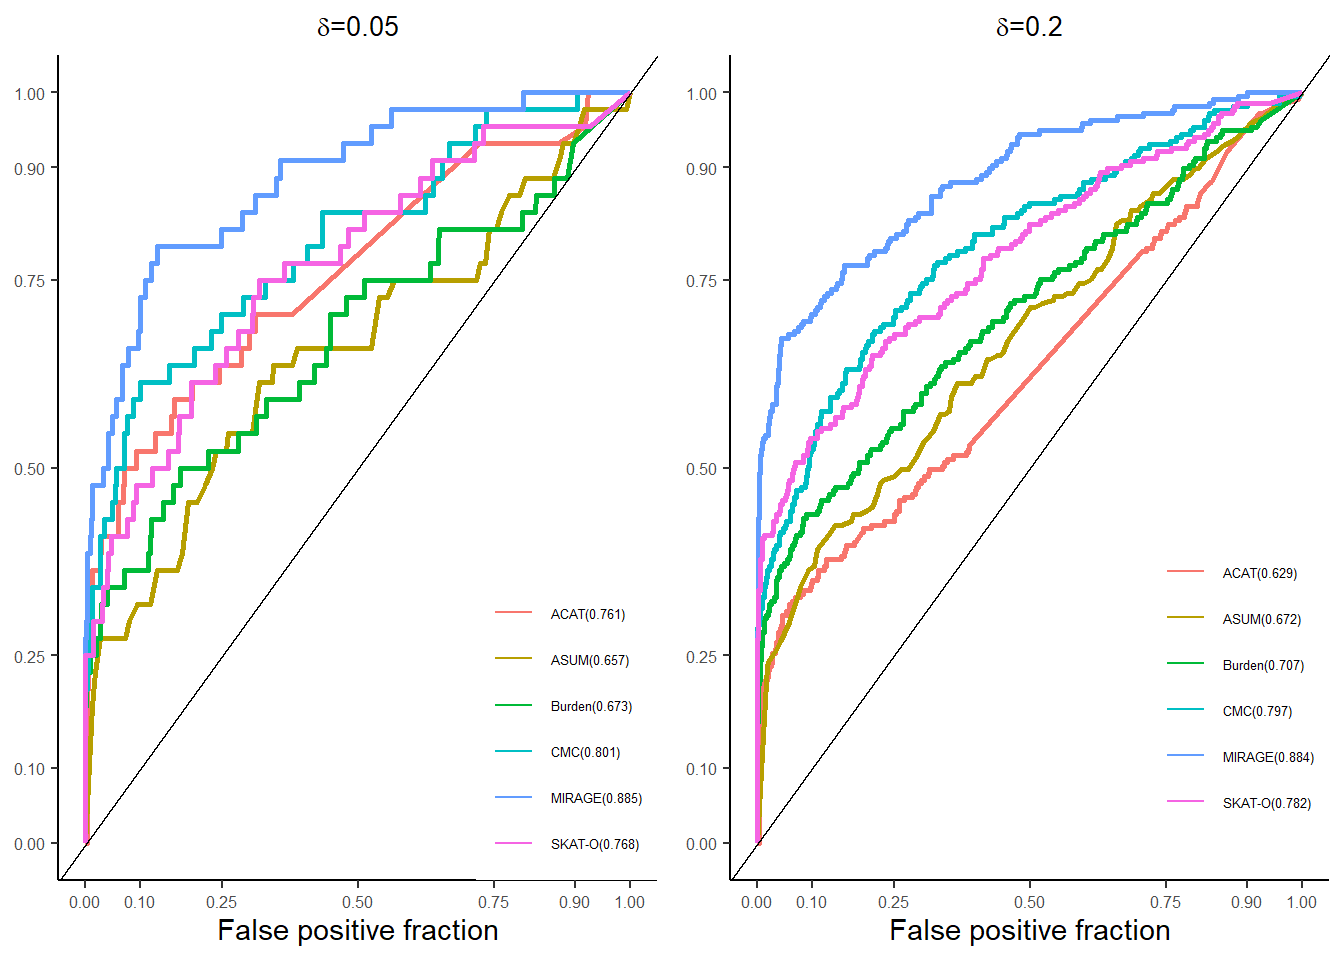 δ=0.05
1.00
0.90
0.75
0.50
0.25
0.10
0.00
ACAT(0.761)
ASUM(0.657)
Burden(0.673)
CMC(0.801)
MIRAGE(0.885)
SKAT-O(0.768)
0.00 0.10 0.25 0.50 0.75 0.90 1.00
False positive fraction
δ=0.2
1.00
0.90
0.75
0.50
0.25
0.10
0.00
ACAT(0.629)
ASUM(0.672)
Burden(0.707)
CMC(0.797)
MIRAGE(0.884)
SKAT-O(0.782)
0.00 0.10 0.25 0.50 0.75 0.90 1.00
False positive fraction